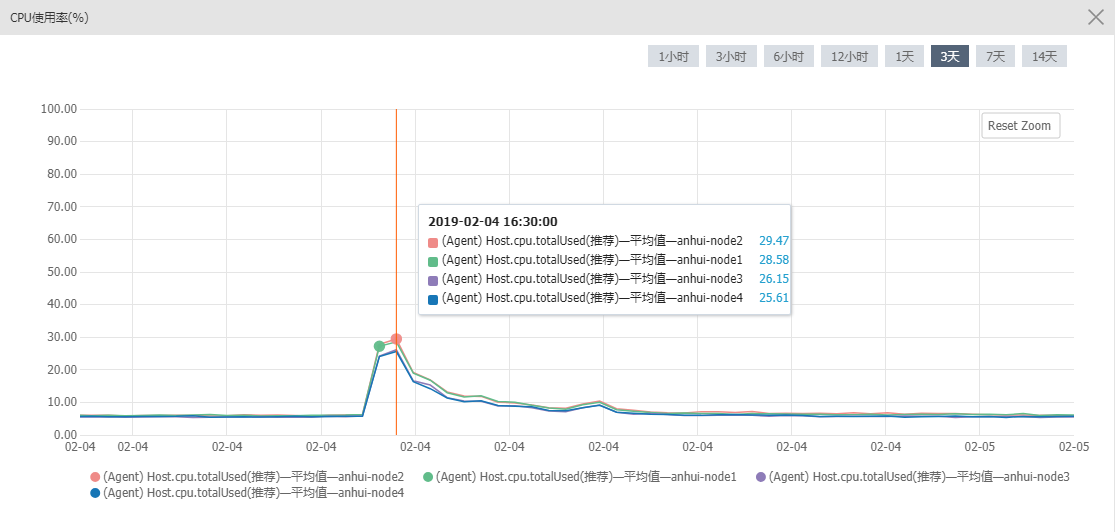 CPU使用率(%)
1小时 3小时 6小时 12小时 1天 3天 7天 14天
Reset Zoom
100.00
90.00
80.00
70.00
60.00
50.00
40.00
30.00
20.00
10.00
0.00
2019-02-04 16:30:00
(Agent) Host.cpu.totalUsed(推荐)—平均值—anhui-node2 29.47
(Agent) Host.cpu.totalUsed(推荐)—平均值—anhui-node1 28.58
(Agent) Host.cpu.totalUsed(推荐)—平均值—anhui-node3 26.15
(Agent) Host.cpu.totalUsed(推荐)—平均值—anhui-node4 25.61
02-04 02-04 02-04 02-04 02-04 02-04 02-04 02-04 02-04 02-05 02-05
(Agent) Host.cpu.totalUsed(推荐)—平均值—anhui-node2 (Agent) Host.cpu.totalUsed(推荐)—平均值—anhui-node1 (Agent) Host.cpu.totalUsed(推荐)—平均值—anhui-node3
(Agent) Host.cpu.totalUsed(推荐)—平均值—anhui-node4